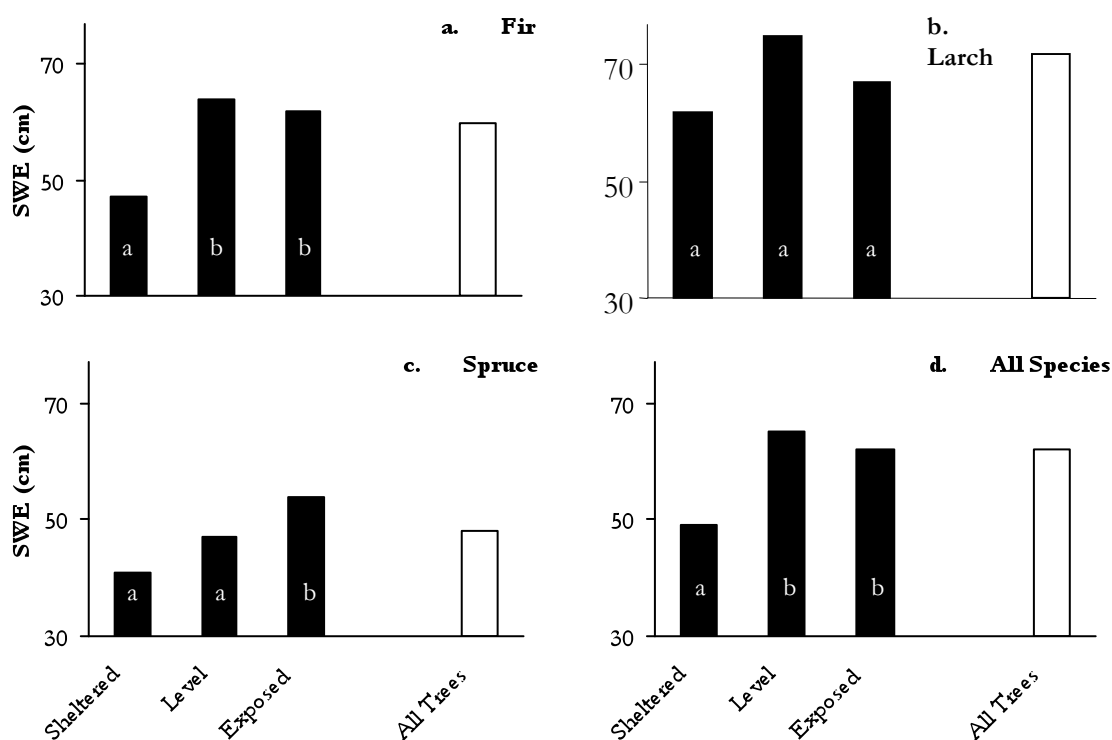 a. Fir
70
50
30
SWE (cm)
a b b
b.
Larch
70
50
30
a a a
c. Spruce
70
50
30
SWE (cm)
a a b
Sheltered
Level
Exposed
All Trees
d. All Species
70
50
30
a b b
Sheltered
Level
Exposed
All Trees